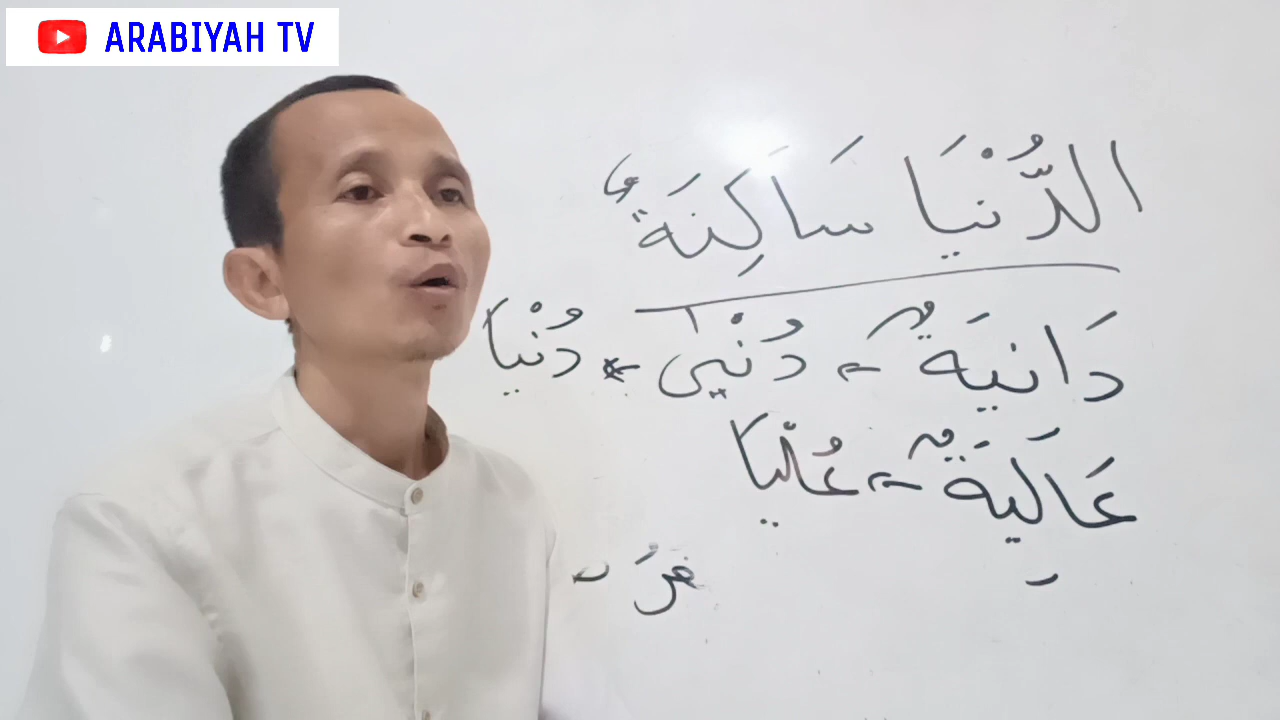 ARABIYAH TV
الدُّنْيَا سَاكِنَةٌ
دَانِيَةٌ ← دُنْيَىٰ ← دُنْيَا
عَالَيَةٌ ← عُلْيَا